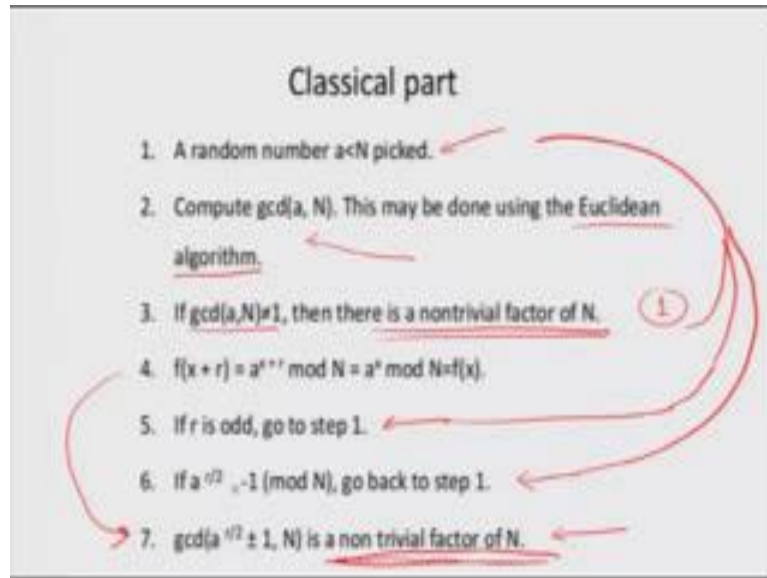 Classical part
1. A random number a<N picked.
2. Compute gcd(a, N). This may be done using the Euclidean
algorithm.
3. If gcd(a,N)≠1, then there is a nontrivial factor of N.
1
4. f(x + r) = a^(x + r) mod N = a^x mod N=f(x).
5. If r is odd, go to step 1.
6. If a^(r/2) -1 (mod N), go back to step 1.
7. gcd(a^(r/2) ± 1, N) is a non trivial factor of N.